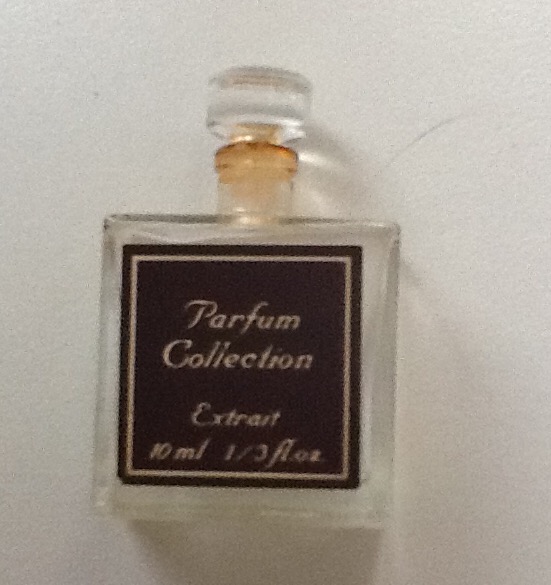 Parfum
Collection
Extrait
10 ml 1/3 fl.oz